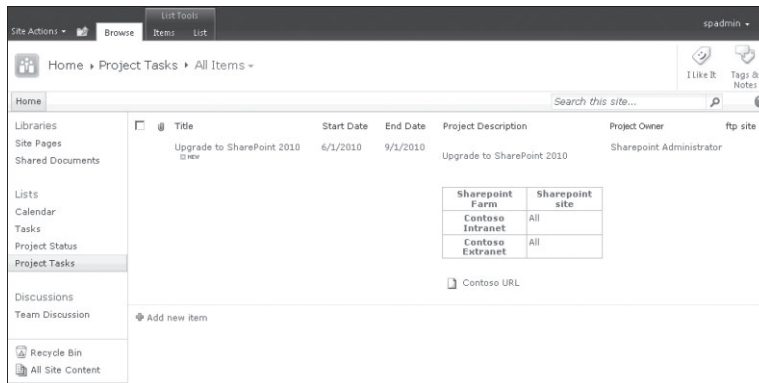 List Tools
Site Actions
Browse
Items
List
spadmin
Home ▸ Project Tasks ▸ All Items
I Like It
Tags &
Notes
Home
Search this site...
Libraries
Site Pages
Shared Documents
Lists
Calendar
Tasks
Project Status
Project Tasks
Discussions
Team Discussion
Recycle Bin
All Site Content
Title
Start Date
End Date
Project Description
Project Owner
ftp site
Upgrade to SharePoint 2010
NEW
6/1/2010
9/1/2010
Upgrade to SharePoint 2010
Sharepoint Administrator
Sharepoint
Farm
Sharepoint
site
Contoso
Intranet
All
Contoso
Extranet
All
Contoso URL
Add new item